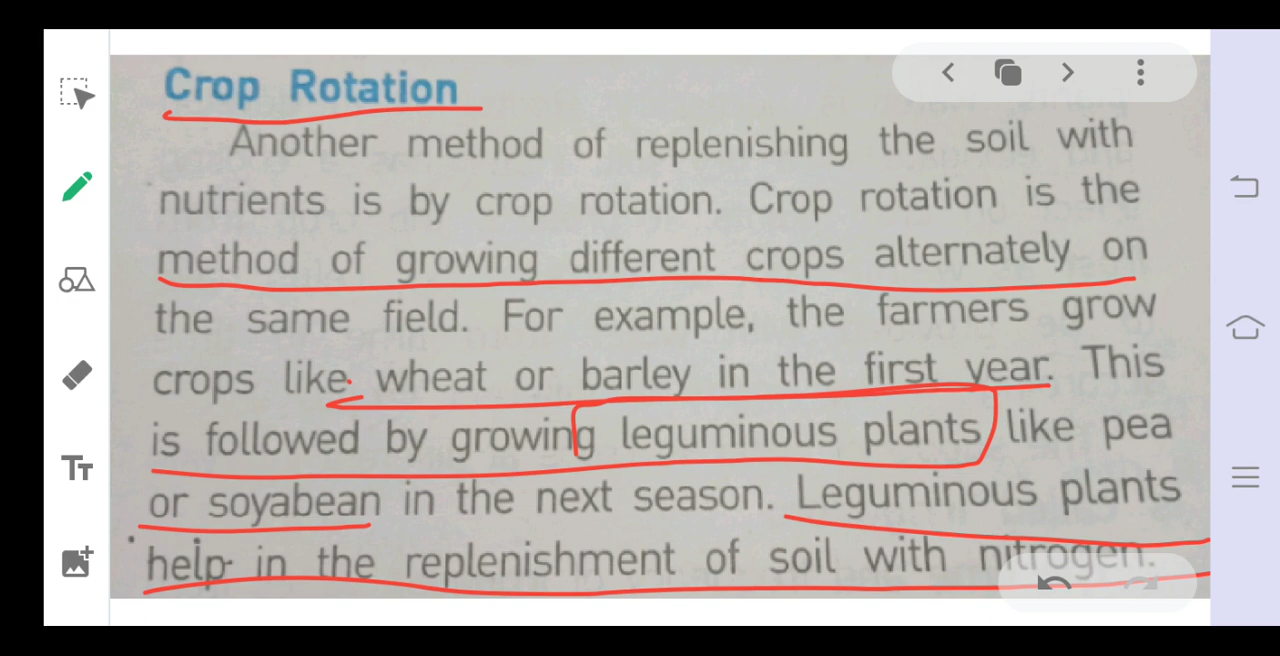 Crop Rotation
Another method of replenishing the soil with
nutrients is by crop rotation. Crop rotation is the
method of growing different crops alternately on
the same field. For example, the farmers grow
crops like wheat or barley in the first year. This
is followed by growing leguminous plants like pea
or soyabean in the next season. Leguminous plants
help in the replenishment of soil with nitrogen.
TT